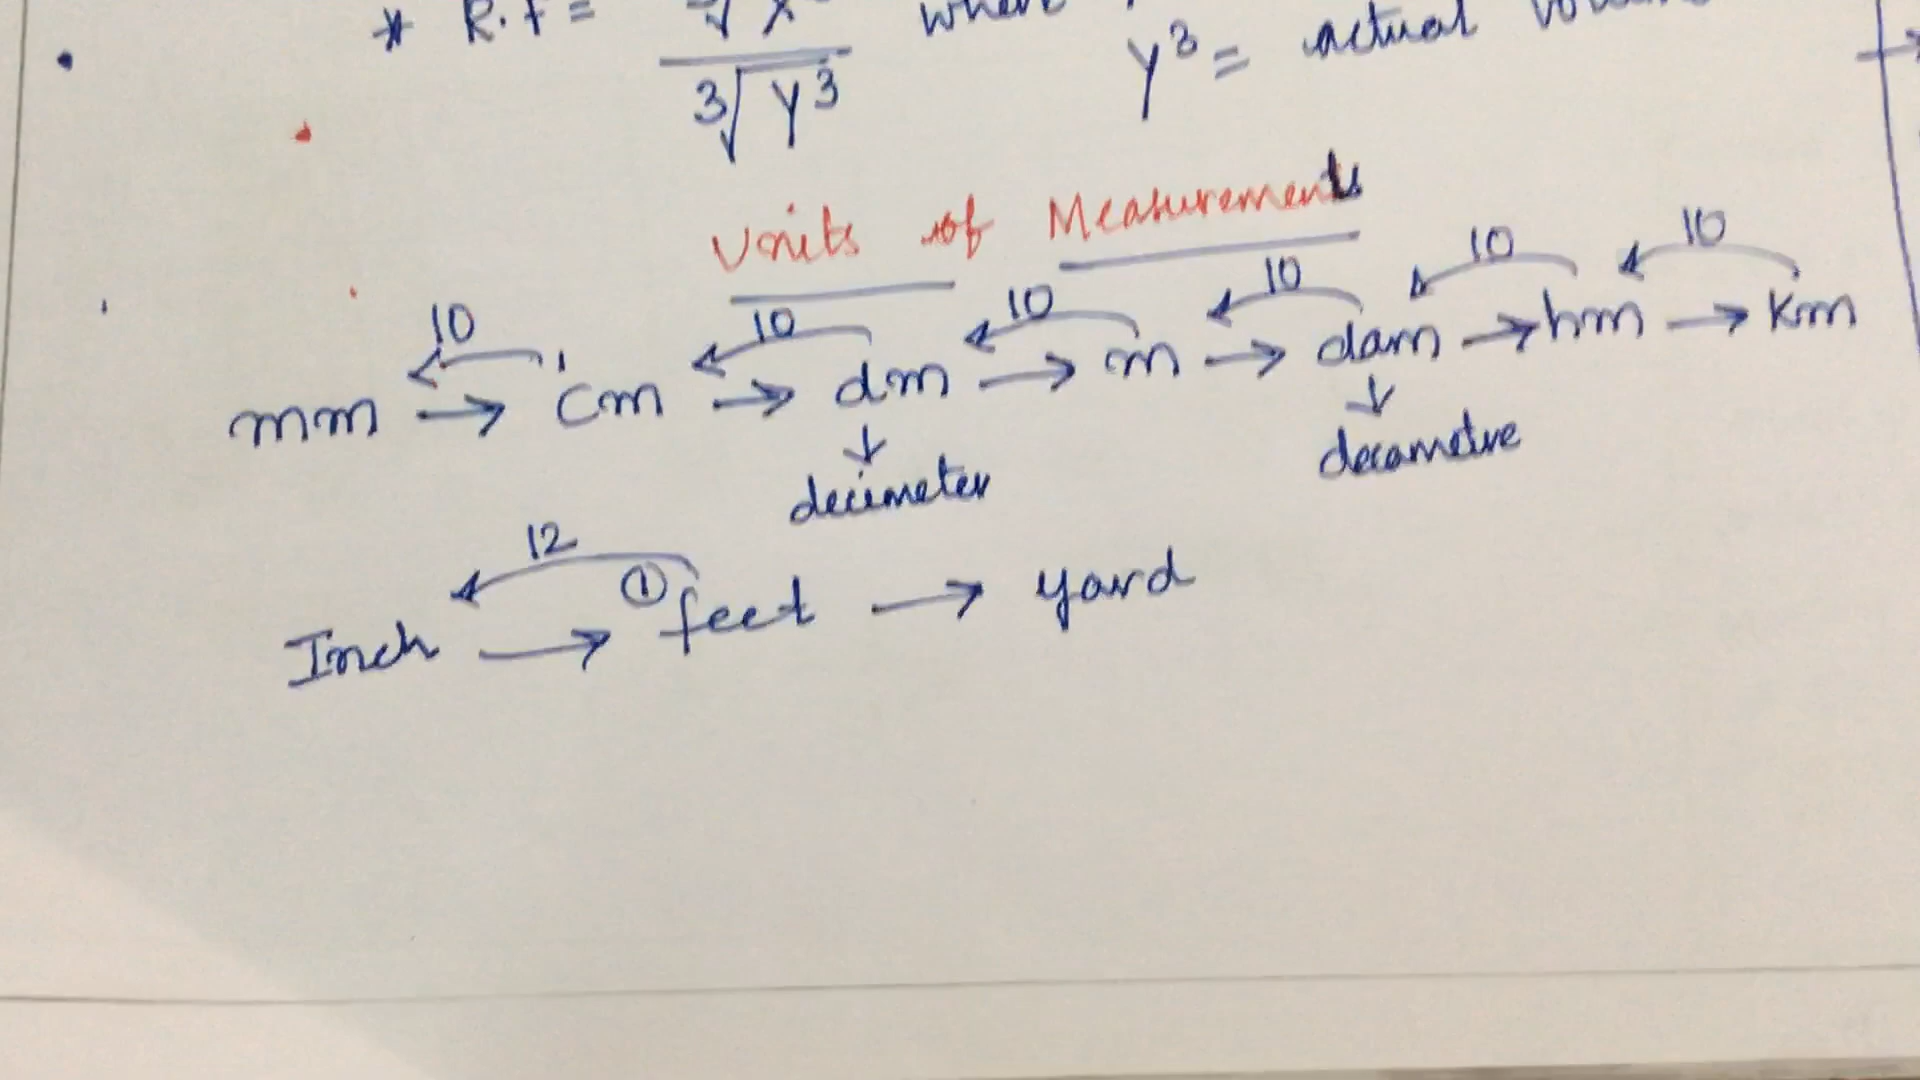 * R.F =
∛Y³
Y³ = actual
Units of Measurements
10 10 10 10 10 10
mm → cm → dm → m → dam → hm → km
↓ ↓
decimeter decametre
12
Inch → ① feet → yard